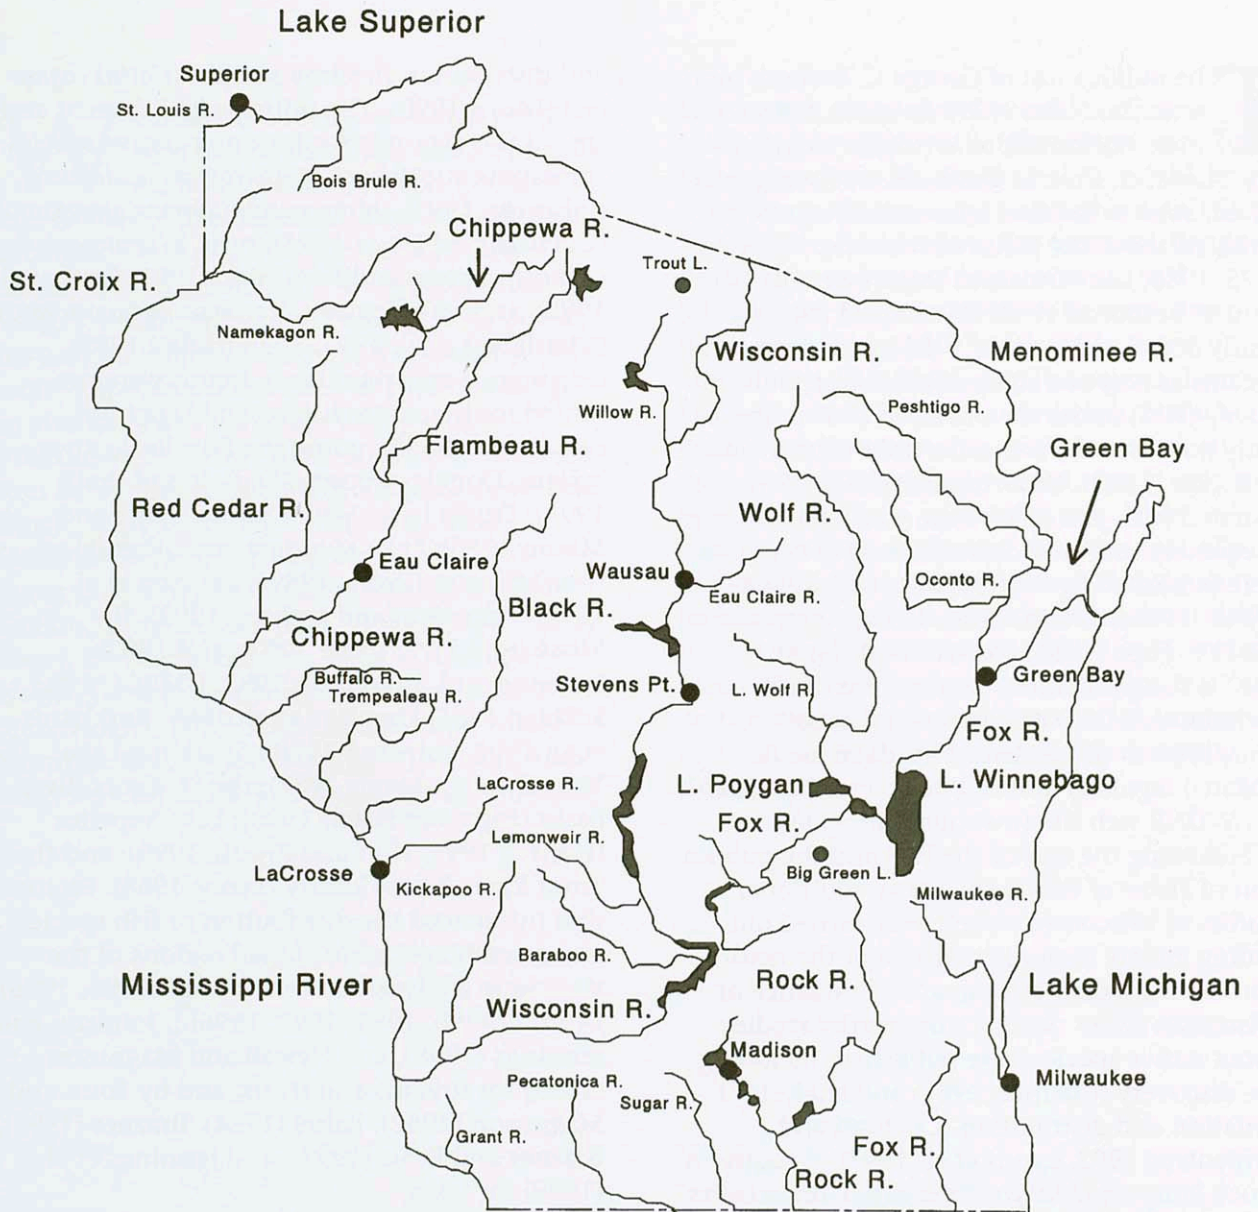 Lake Superior
Superior
St. Louis R.
Bois Brule R.
Chippewa R.
Trout L.
St. Croix R.
Namekagon R.
Wisconsin R.
Menominee R.
Willow R.
Peshtigo R.
Flambeau R.
Green Bay
Red Cedar R.
Wolf R.
Eau Claire
Wausau
Oconto R.
Black R.
Eau Claire R.
Chippewa R.
Buffalo R.
Trempealeau R.
Stevens Pt.
L. Wolf R.
Green Bay
Fox R.
LaCrosse R.
L. Poygan
L. Winnebago
Lemonweir R.
Fox R.
LaCrosse
Kickapoo R.
Big Green L.
Milwaukee R.
Baraboo R.
Mississippi River
Wisconsin R.
Rock R.
Lake Michigan
Madison
Pecatonica R.
Sugar R.
Milwaukee
Grant R.
Fox R.
Rock R.